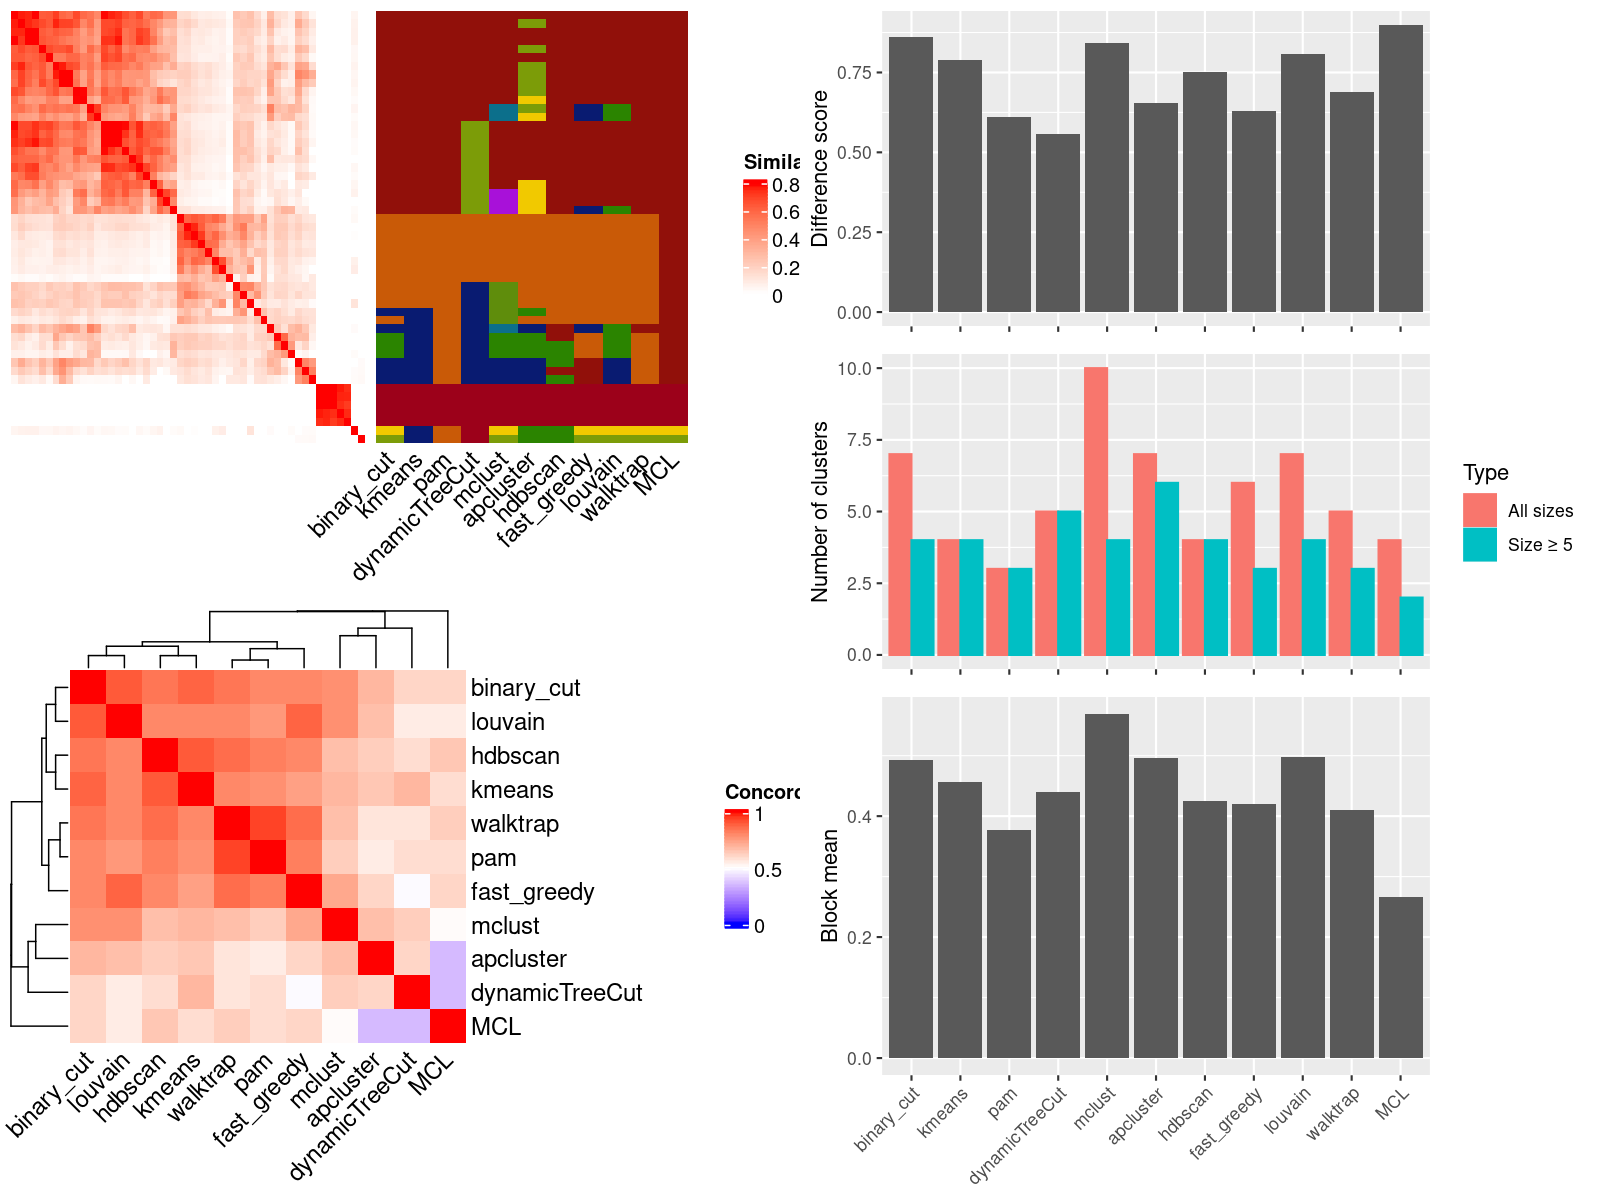 Simila
0.8
0.6
0.4
0.2
0
binary_cut
kmeans
pam
dynamicTreeCut
mclust
apcluster
hdbscan
fast_greedy
louvain
walktrap
MCL
binary_cut
louvain
hdbscan
kmeans
walktrap
pam
fast_greedy
mclust
apcluster
dynamicTreeCut
MCL
binary_cut
louvain
hdbscan
kmeans
walktrap
pam
fast_greedy
mclust
apcluster
dynamicTreeCut
MCL
Concor
1
0.5
0
Difference score
0.75
0.50
0.25
0.00
Number of clusters
10.0
7.5
5.0
2.5
0.0
Type
All sizes
Size ≥ 5
Block mean
0.4
0.2
0.0
binary_cut
kmeans
pam
dynamicTreeCut
mclust
apcluster
hdbscan
fast_greedy
louvain
walktrap
MCL